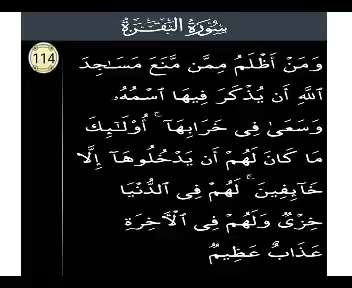 سُورَةُ البَقَرَةِ
114
وَمَنْ أَظْلَمُ مِمَّن مَّنَعَ مَسَـٰجِدَ
ٱللَّهِ أَن يُذْكَرَ فِيهَا ٱسْمُهُۥ
وَسَعَىٰ فِى خَرَابِهَآ ۚ أُو۟لَـٰٓئِكَ
مَا كَانَ لَهُمْ أَن يَدْخُلُوهَآ إِلَّا
خَآئِفِينَ ۚ لَهُمْ فِى ٱلدُّنْيَا
خِزْىٌ وَلَهُمْ فِى ٱلْـَٔاخِرَةِ
عَذَابٌ عَظِيمٌ